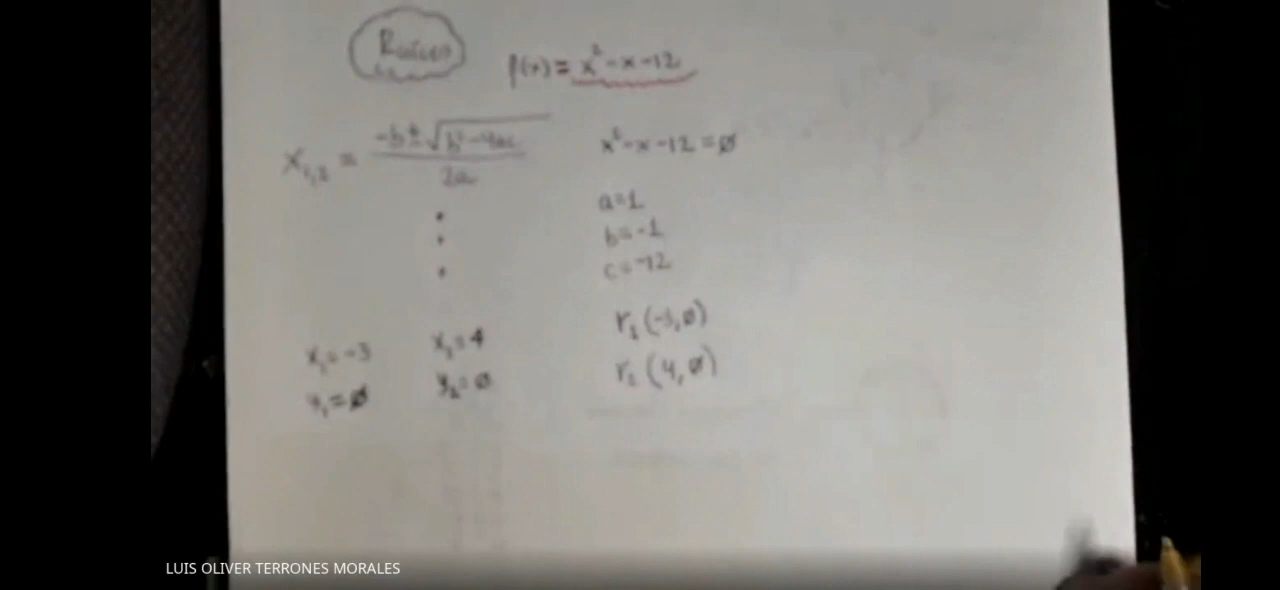 Raíces
f(x) = x² - x - 12
x₁,₂ = -b ± √b² - 4ac / 2a
x² - x - 12 = Ø
a = 1
b = -1
c = -12
r₁ (-3, Ø)
x₁ = -3 x₂ = 4
r₂ (4, Ø)
y₁ = Ø y₂ = Ø
LUIS OLIVER TERRONES MORALES